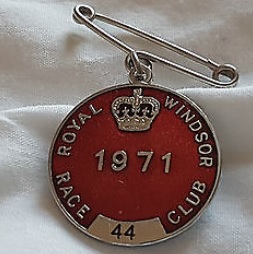 ROYAL WINDSOR
1971
RACE CLUB
44